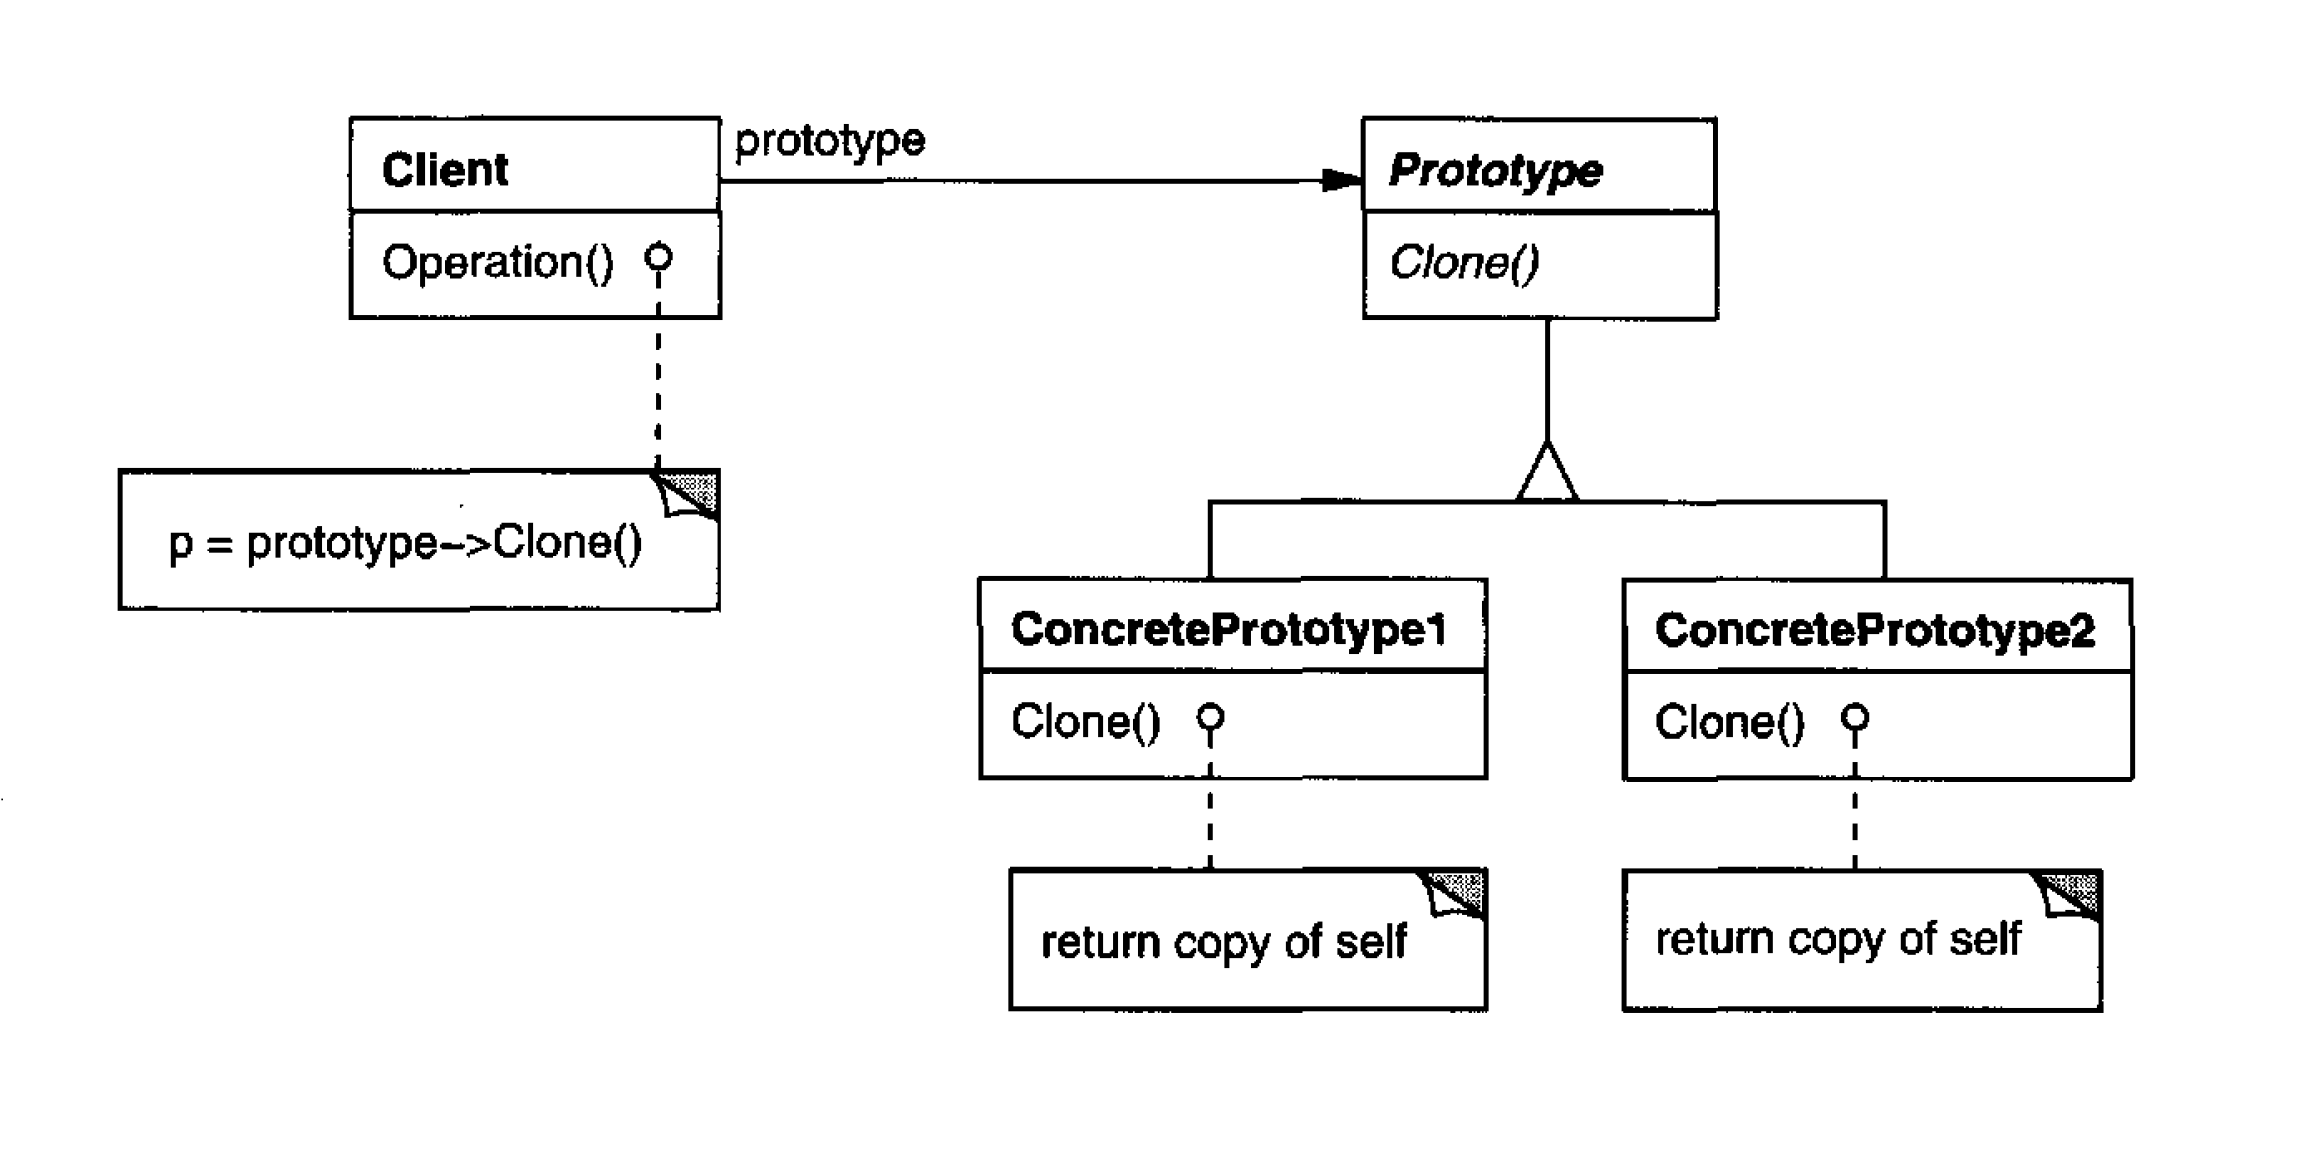 Client
prototype
Prototype
Operation()
Clone()
p = prototype–>Clone()
ConcretePrototype1
ConcretePrototype2
Clone()
Clone()
return copy of self
return copy of self